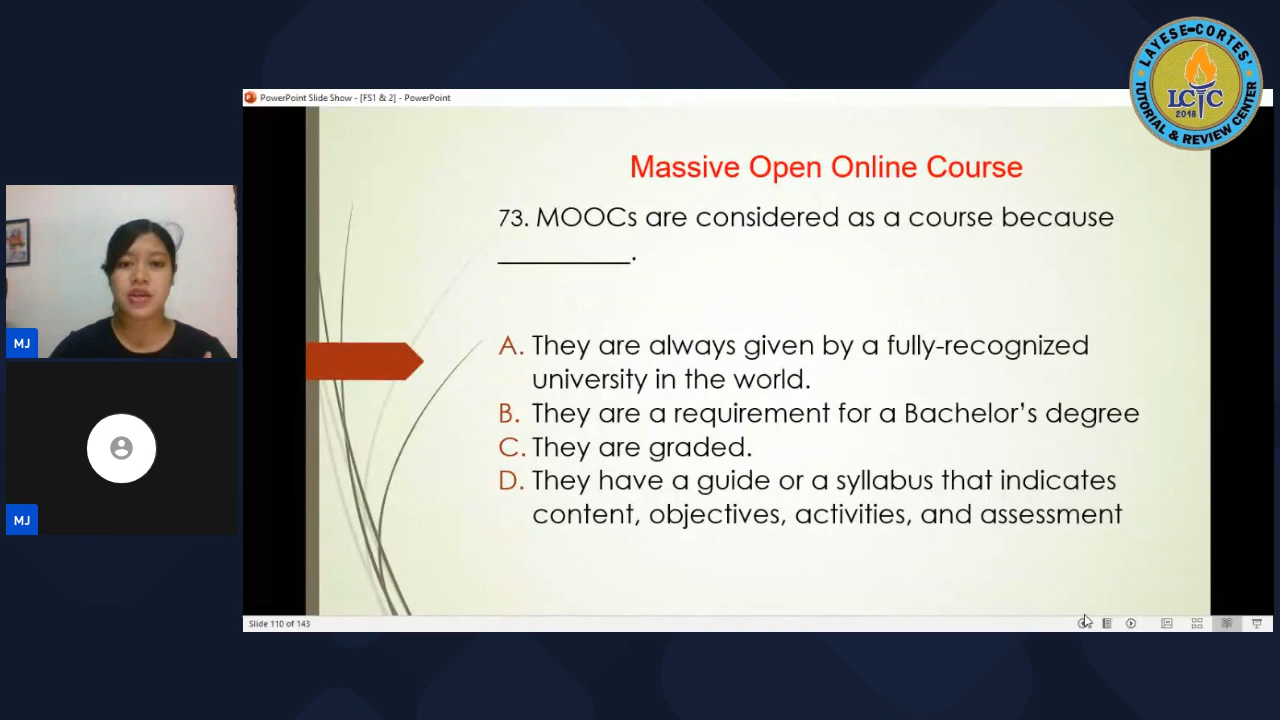 LAYESE-CORTES'
LCTC
2018
TUTORIAL & REVIEW CENTER
PowerPoint Slide Show - [FS1 & 2] - PowerPoint
Massive Open Online Course
73. MOOCs are considered as a course because
__________.
A. They are always given by a fully-recognized
university in the world.
B. They are a requirement for a Bachelor's degree
C. They are graded.
D. They have a guide or a syllabus that indicates
content, objectives, activities, and assessment
MJ
MJ
Slide 110 of 143